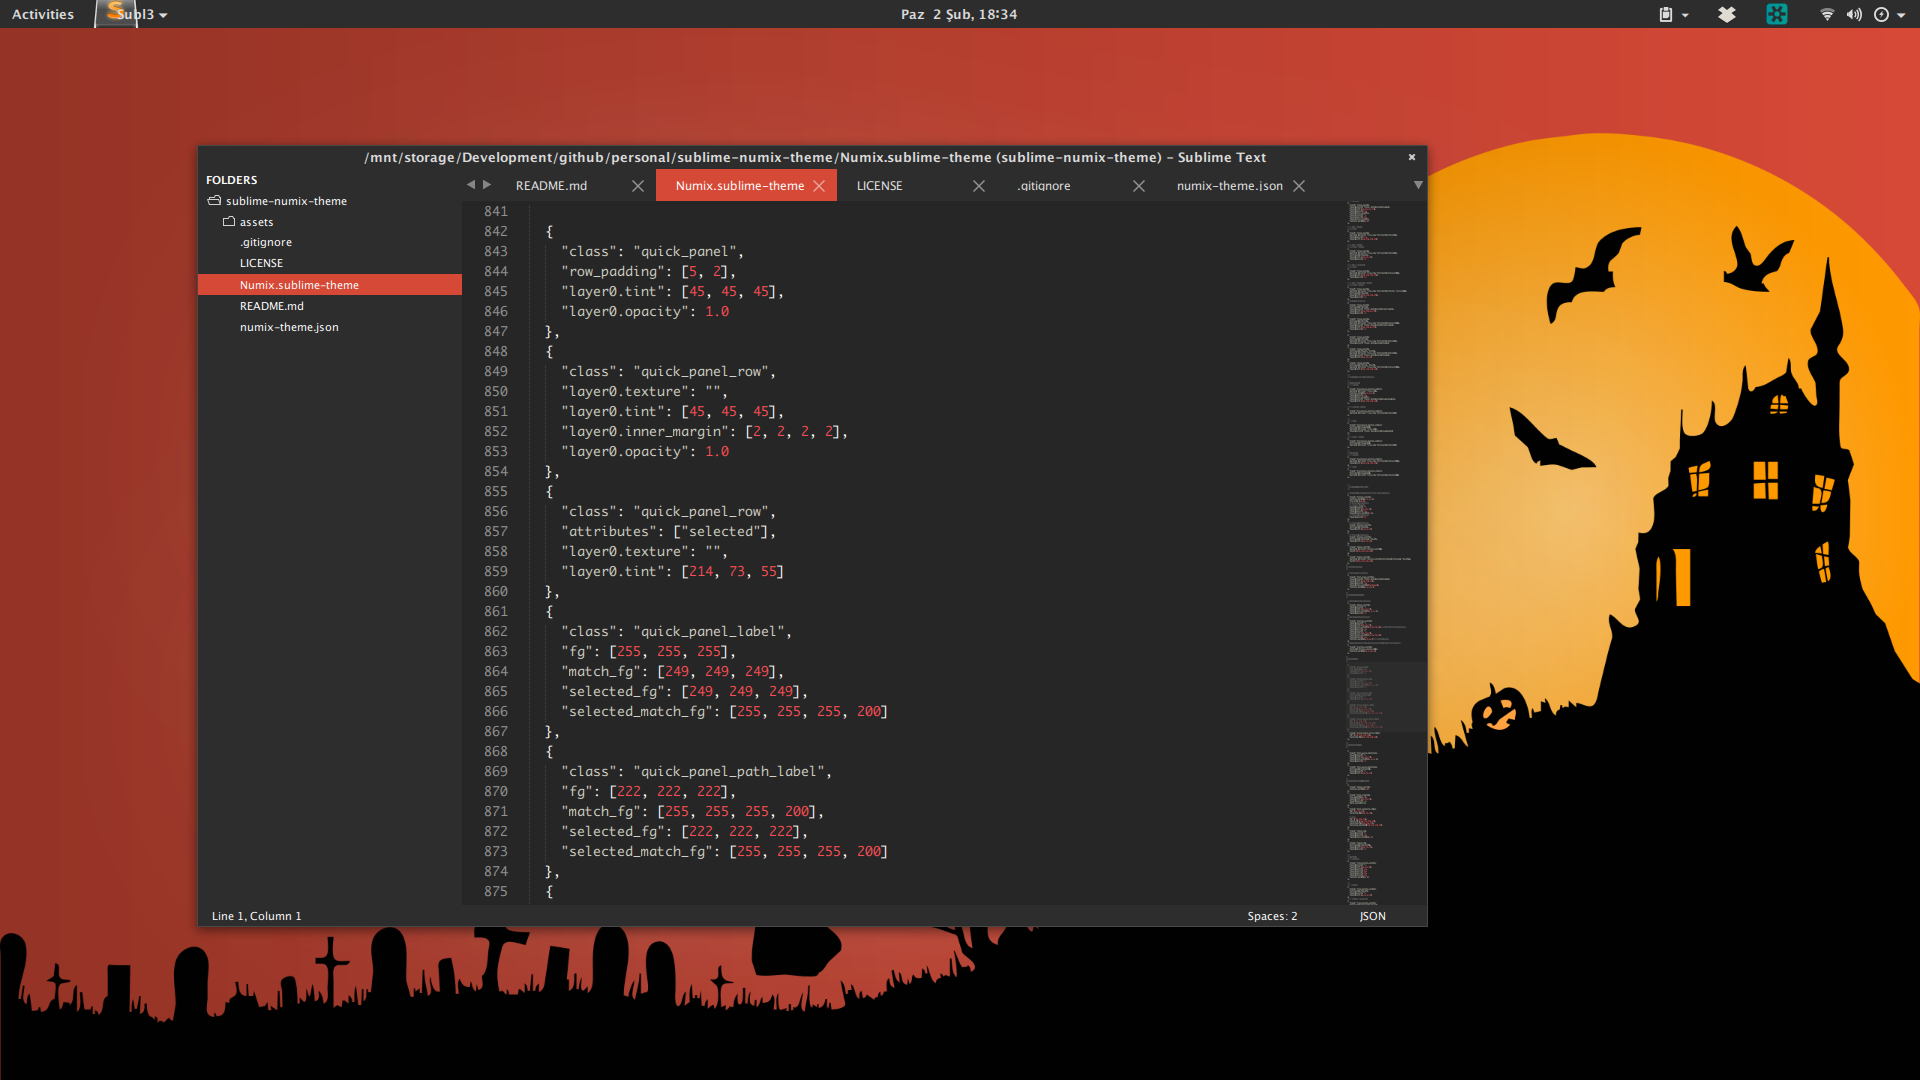 Activities
Subl3
Paz 2 Şub, 18:34
/mnt/storage/Development/github/personal/sublime-numix-theme/Numix.sublime-theme (sublime-numix-theme) - Sublime Text
FOLDERS
sublime-numix-theme
assets
.gitignore
LICENSE
Numix.sublime-theme
README.md
numix-theme.json
README.md
Numix.sublime-theme
LICENSE
.gitignore
numix-theme.json
841
842 {
843 "class": "quick_panel",
844 "row_padding": [5, 2],
845 "layer0.tint": [45, 45, 45],
846 "layer0.opacity": 1.0
847 },
848 {
849 "class": "quick_panel_row",
850 "layer0.texture": "",
851 "layer0.tint": [45, 45, 45],
852 "layer0.inner_margin": [2, 2, 2, 2],
853 "layer0.opacity": 1.0
854 },
855 {
856 "class": "quick_panel_row",
857 "attributes": ["selected"],
858 "layer0.texture": "",
859 "layer0.tint": [214, 73, 55]
860 },
861 {
862 "class": "quick_panel_label",
863 "fg": [255, 255, 255],
864 "match_fg": [249, 249, 249],
865 "selected_fg": [249, 249, 249],
866 "selected_match_fg": [255, 255, 255, 200]
867 },
868 {
869 "class": "quick_panel_path_label",
870 "fg": [222, 222, 222],
871 "match_fg": [255, 255, 255, 200],
872 "selected_fg": [222, 222, 222],
873 "selected_match_fg": [255, 255, 255, 200]
874 },
875 {
Line 1, Column 1
Spaces: 2
JSON